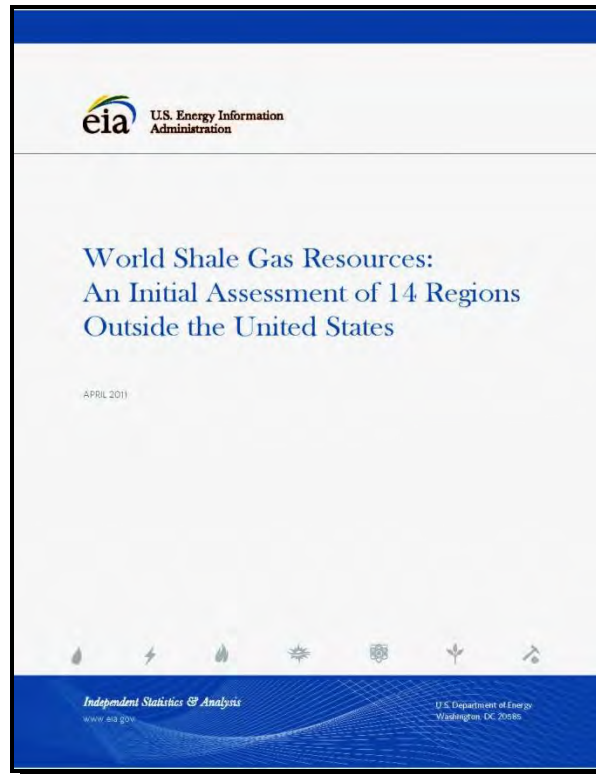 eia
U.S. Energy Information
Administration
World Shale Gas Resources:
An Initial Assessment of 14 Regions
Outside the United States
APRIL 2011
Independent Statistics & Analysis
www.eia.gov
U.S. Department of Energy
Washington, DC 20585